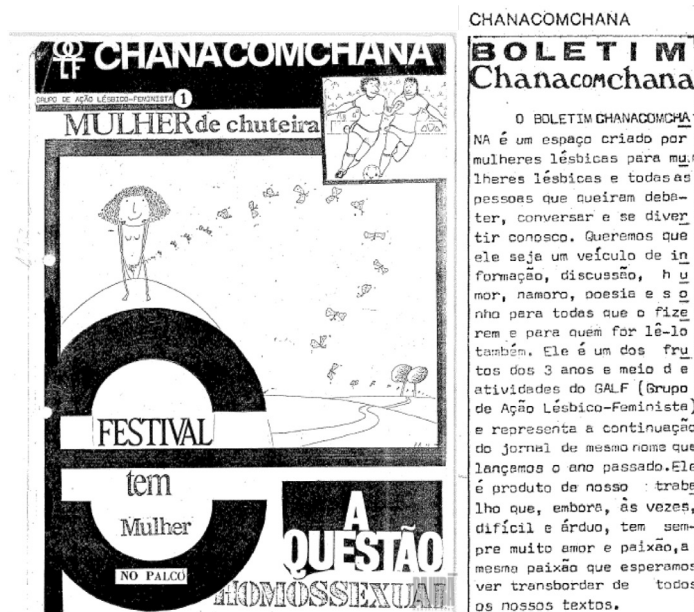 LF
CHANACOMCHANA
GRUPO DE AÇÃO LÉSBICO-FEMINISTA 1
MULHER de chuteira
FESTIVAL
tem
Mulher
NO PALCO
A
QUESTÃO
HOMOSSEXUAL
CHANACOMCHANA
BOLETIM
Chanacomchana
O BOLETIM CHANACOMCHA
NA é um espaço criado por
mulheres lésbicas para mu
lheres lésbicas e todas as
pessoas que queiram deba-
ter, conversar e se diver
tir conosco. Queremos que
ele seja um veículo de in
formação, discussão, hu
mor, namoro, poesia e so
nho para todas que o fize
rem e para quem for lê-lo
também. Ele é um dos fru
tos dos 3 anos e meio de
atividades do GALF (Grupo
de Ação Lésbico-Feminista)
e representa a continuação
do jornal de mesmo nome que
lançamos o ano passado. Ele
é produto de nosso traba
lho que, embora, às vezes,
difícil e árduo, tem sem-
pre muito amor e paixão, a
mesma paixão que esperamos
ver transbordar de todos
os nossos textos.